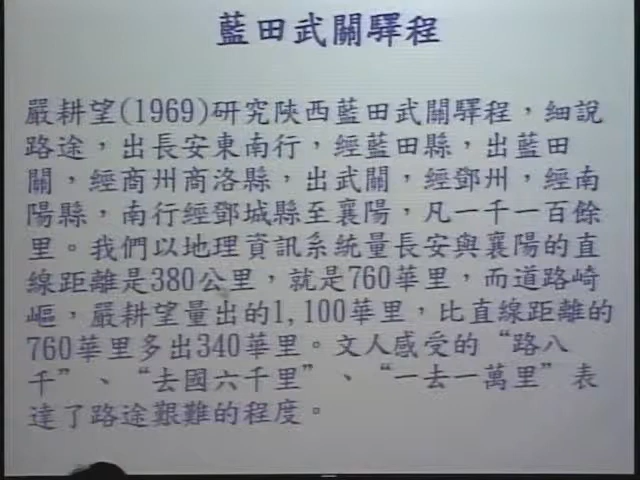 藍田武關驛程
嚴耕望(1969)研究陝西藍田武關驛程，細說
路途，出長安東南行，經藍田縣，出藍田
關，經商州商洛縣，出武關，經鄧州，經南
陽縣，南行經鄧城縣至襄陽，凡一千一百餘
里。我們以地理資訊系統量長安與襄陽的直
線距離是380公里，就是760華里，而道路崎
嶇，嚴耕望量出的1,100華里，比直線距離的
760華里多出340華里。文人感受的“路八
千”、“去國六千里”、“一去一萬里”表
達了路途艱難的程度。